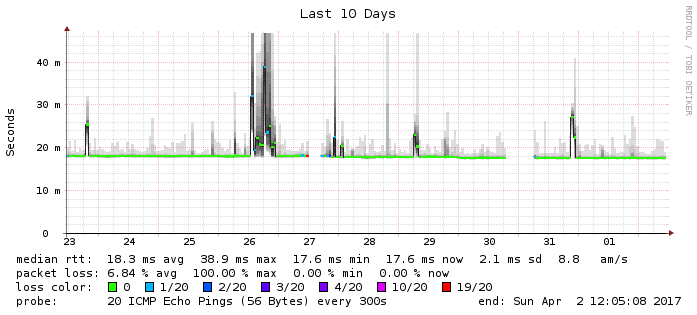 Last 10 Days
RRDTOOL / TOBI OETIKER
Seconds
40 m
30 m
20 m
10 m
0
23 24 25 26 27 28 29 30 31 01
median rtt: 18.3 ms avg 38.9 ms max 17.6 ms min 17.6 ms now 2.1 ms sd 8.8 am/s
packet loss: 6.84 % avg 100.00 % max 0.00 % min 0.00 % now
loss color: 0 1/20 2/20 3/20 4/20 10/20 19/20
probe: 20 ICMP Echo Pings (56 Bytes) every 300s end: Sun Apr 2 12:05:08 2017